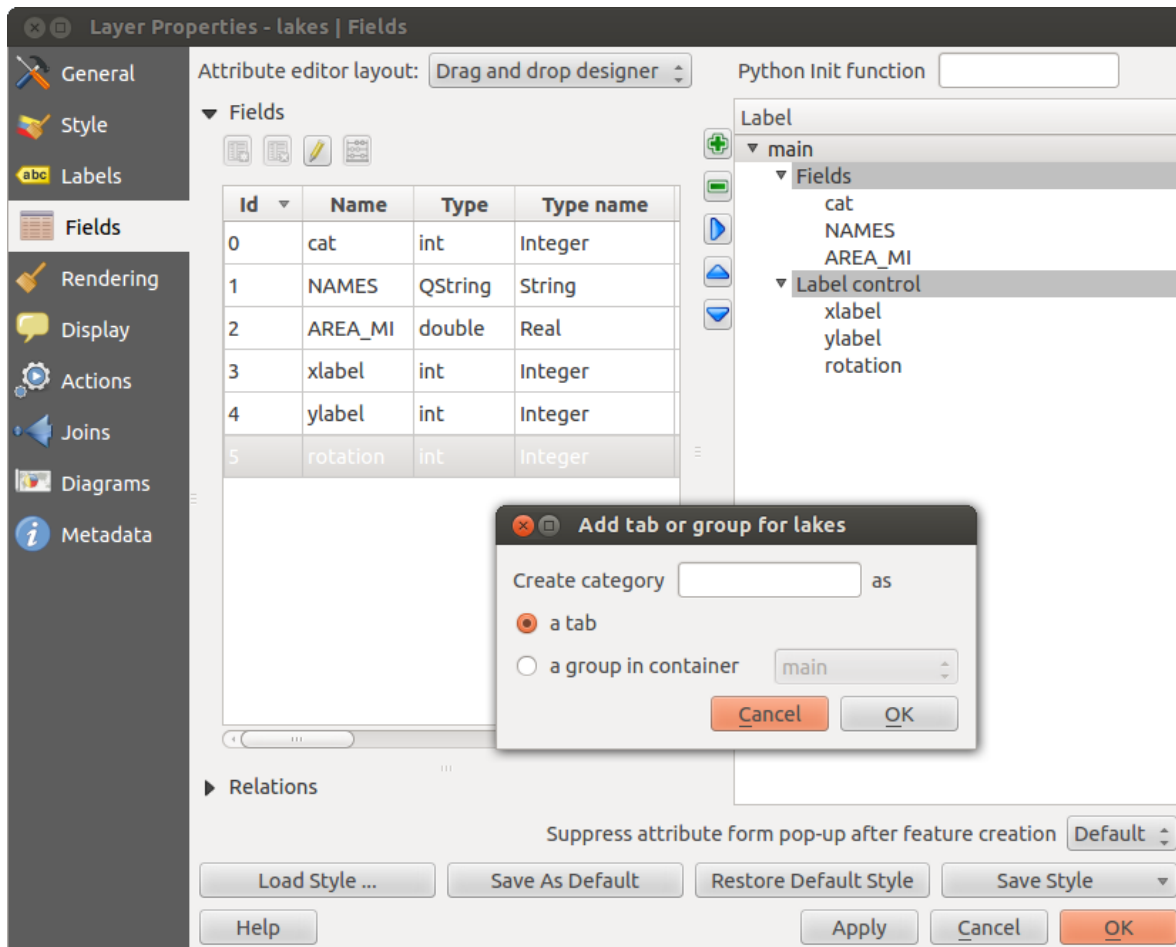 Layer Properties - lakes | Fields
General
Style
abc Labels
Fields
Rendering
Display
Actions
Joins
Diagrams
Metadata
Attribute editor layout: Drag and drop designer
Python Init function
Fields
Id Name Type Type name
0 cat int Integer
1 NAMES QString String
2 AREA_MI double Real
3 xlabel int Integer
4 ylabel int Integer
5 rotation int Integer
Label
main
Fields
cat
NAMES
AREA_MI
Label control
xlabel
ylabel
rotation
Add tab or group for lakes
Create category as
a tab
a group in container main
Cancel OK
Relations
Suppress attribute form pop-up after feature creation Default
Load Style ... Save As Default Restore Default Style Save Style
Help Apply Cancel OK